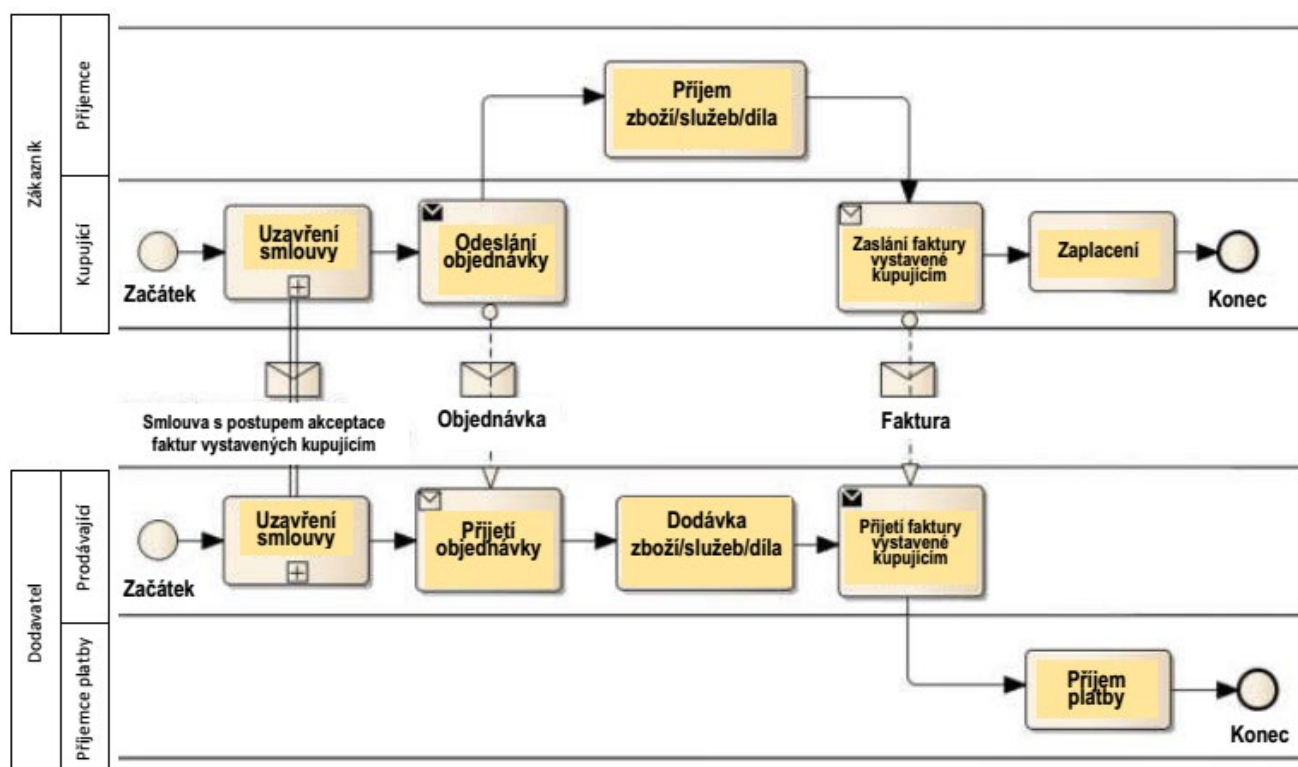 Zákazník
Příjemce
Příjem
zboží/služeb/díla
Kupující
Začátek
Uzavření
smlouvy
Odeslání
objednávky
Zaslání faktury
vystavené
kupujícím
Zaplacení
Konec
Smlouva s postupem akceptace
faktur vystavených kupujícím
Objednávka
Faktura
Dodavatel
Prodávající
Začátek
Uzavření
smlouvy
Přijetí
objednávky
Dodávka
zboží/služeb/díla
Přijetí faktury
vystavené
kupujícím
Příjemce platby
Příjem
platby
Konec